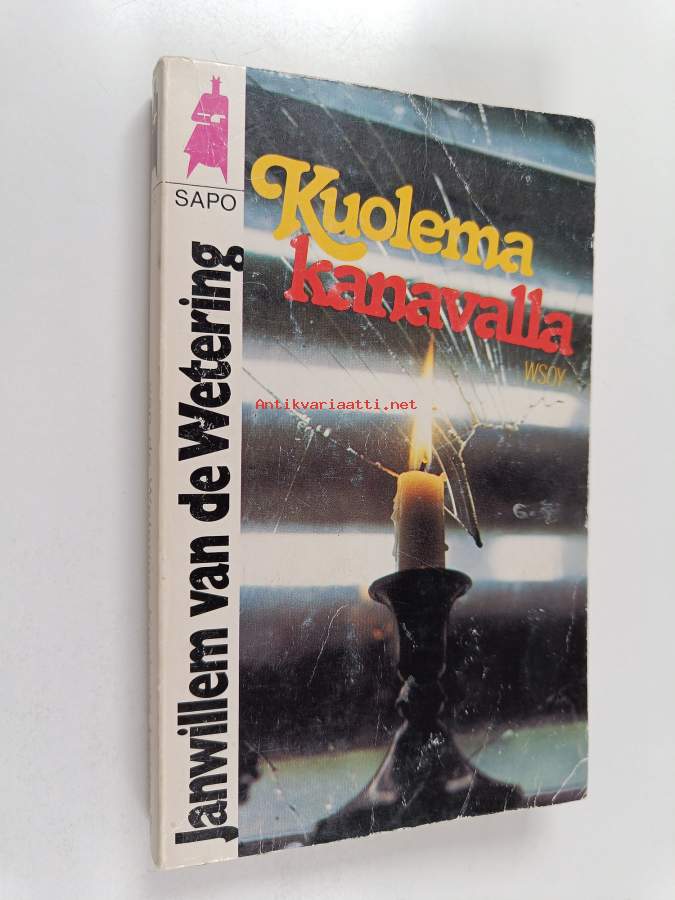 SAPO
Janwillem van de Wetering
Kuolema
kanavalla
WSOY
Antikvariaatti.net